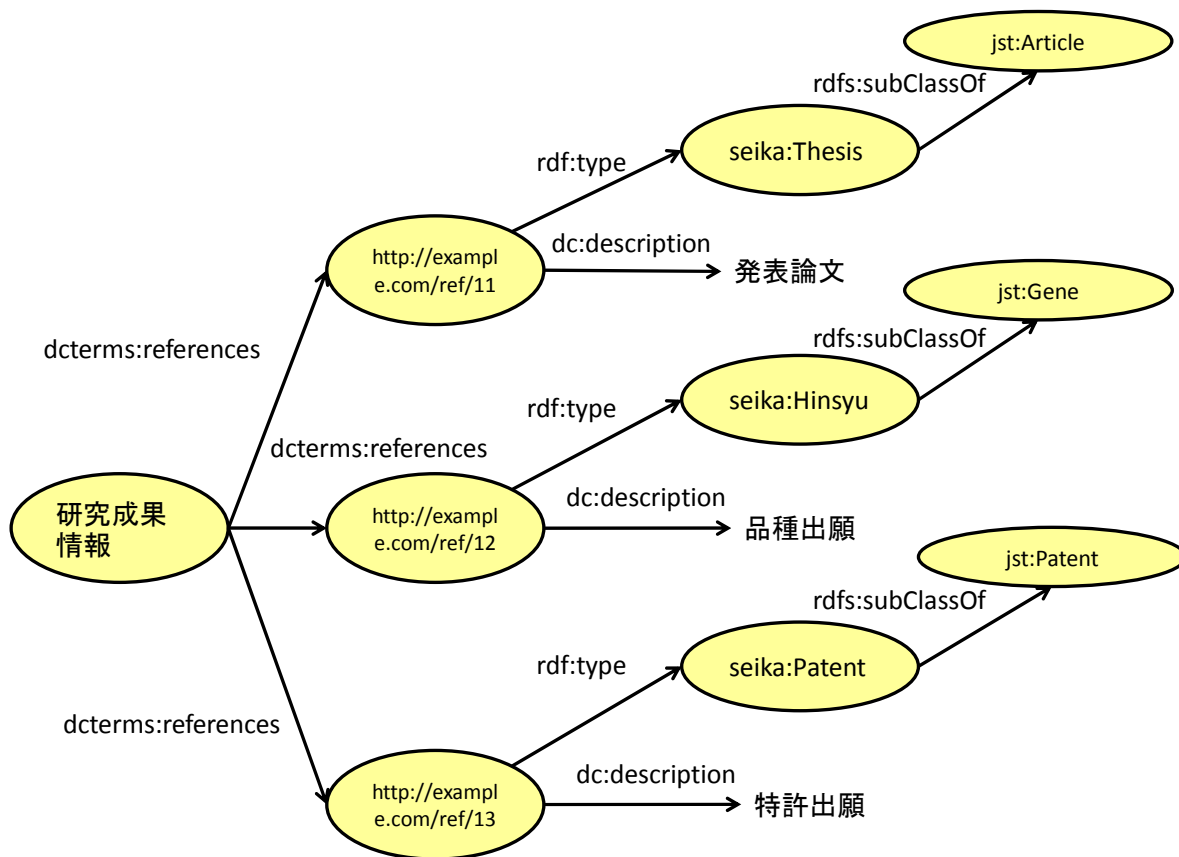 jst:Article
rdfs:subClassOf
seika:Thesis
rdf:type
dc:description
http://exampl
e.com/ref/11
発表論文
jst:Gene
rdfs:subClassOf
dcterms:references
seika:Hinsyu
rdf:type
dcterms:references
dc:description
研究成果
情報
http://exampl
e.com/ref/12
品種出願
jst:Patent
rdfs:subClassOf
seika:Patent
rdf:type
dcterms:references
dc:description
http://exampl
e.com/ref/13
特許出願